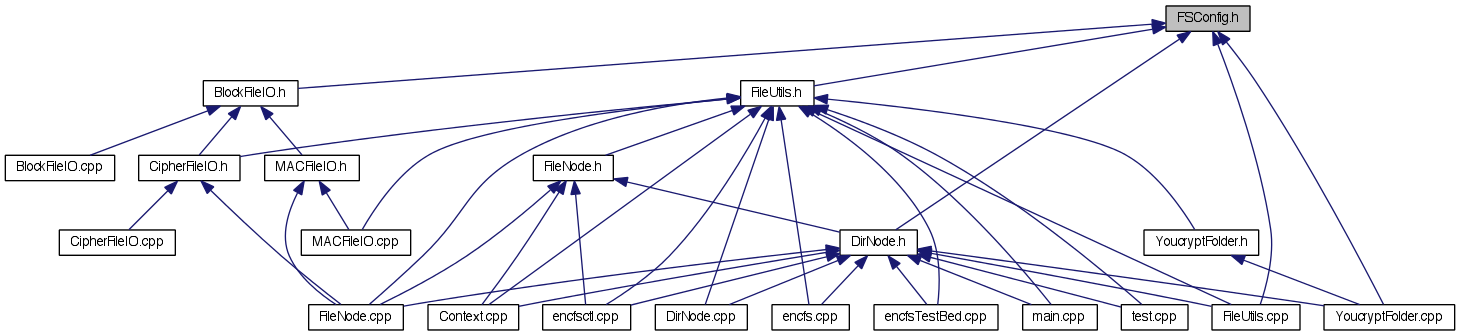 FSConfig.h
BlockFileIO.h
FileUtils.h
BlockFileIO.cpp
CipherFileIO.h
MACFileIO.h
FileNode.h
CipherFileIO.cpp
MACFileIO.cpp
DirNode.h
YoucryptFolder.h
FileNode.cpp
Context.cpp
encfsctl.cpp
DirNode.cpp
encfs.cpp
encfsTestBed.cpp
main.cpp
test.cpp
FileUtils.cpp
YoucryptFolder.cpp